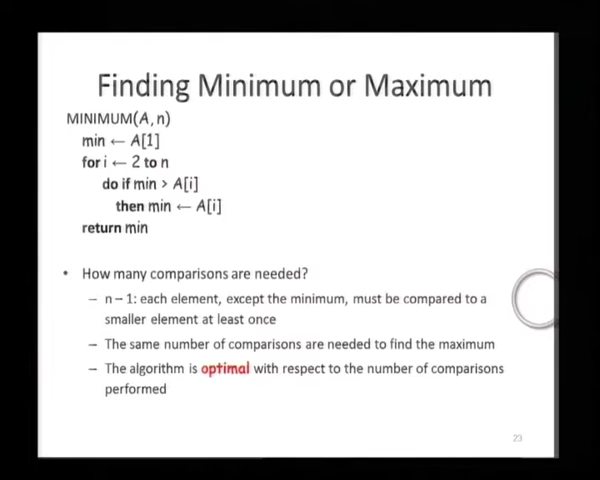 Finding Minimum or Maximum
MINIMUM(A, n)
min ← A[1]
for i ← 2 to n
do if min > A[i]
then min ← A[i]
return min
• How many comparisons are needed?
– n – 1: each element, except the minimum, must be compared to a
smaller element at least once
– The same number of comparisons are needed to find the maximum
– The algorithm is optimal with respect to the number of comparisons
performed
23